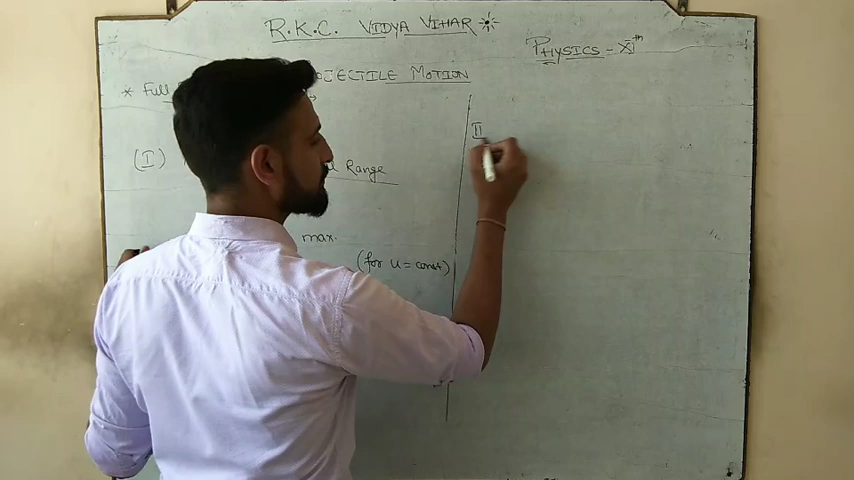 R.K.C. VIDYA VIHAR
PHYSICS - XIth
* Full PROJECTILE MOTION
(I) Range
max.
(for u = const)
II